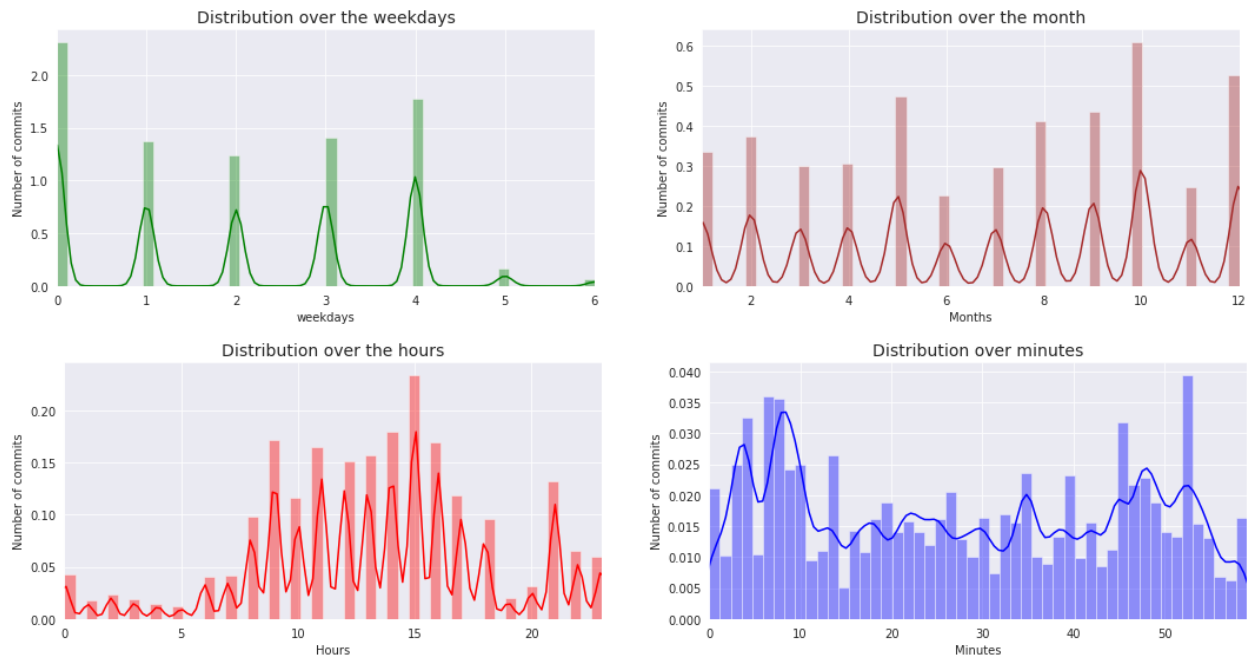 Distribution over the weekdays
Number of commits
2.0
1.5
1.0
0.5
0.0
0 1 2 3 4 5 6
weekdays
Distribution over the month
Number of commits
0.6
0.5
0.4
0.3
0.2
0.1
0.0
2 4 6 8 10 12
Months
Distribution over the hours
Number of commits
0.20
0.15
0.10
0.05
0.00
0 5 10 15 20
Hours
Distribution over minutes
Number of commits
0.040
0.035
0.030
0.025
0.020
0.015
0.010
0.005
0.000
0 10 20 30 40 50
Minutes